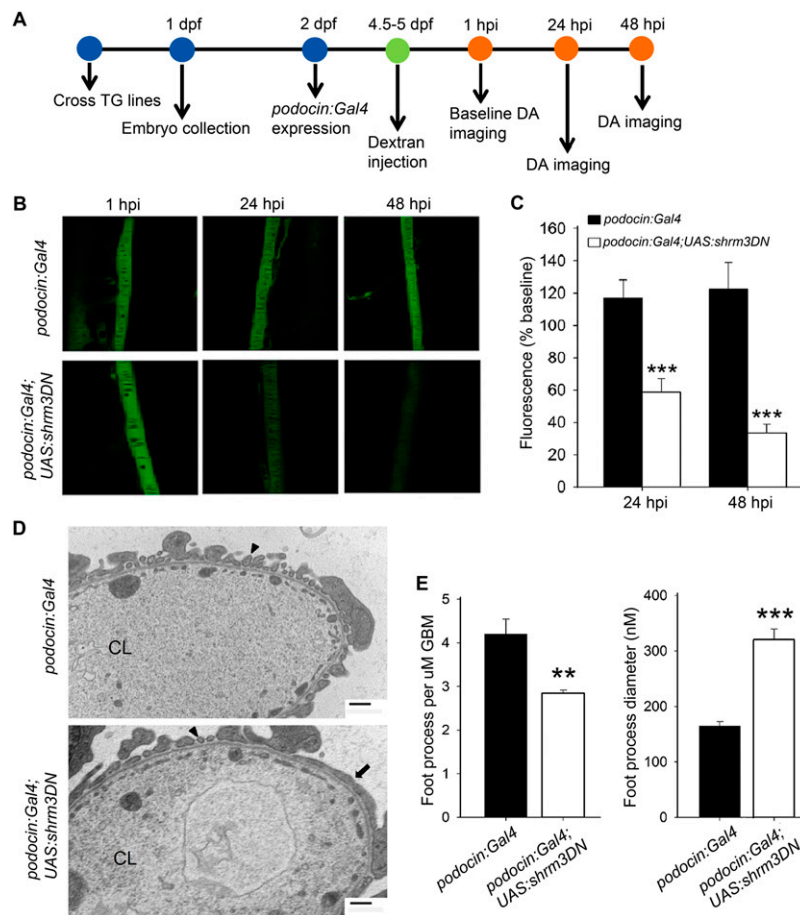 A
1 dpf
2 dpf
4.5-5 dpf
1 hpi
24 hpi
48 hpi
Cross TG lines
Embryo collection
podocin:Gal4
expression
Dextran
injection
Baseline DA
imaging
DA imaging
DA imaging
B
1 hpi
24 hpi
48 hpi
podocin:Gal4
podocin:Gal4;
UAS:shrm3DN
C
podocin:Gal4
podocin:Gal4;UAS:shrm3DN
Fluorescence (% baseline)
160
140
120
100
80
60
40
20
0
***
***
24 hpi
48 hpi
D
podocin:Gal4
CL
podocin:Gal4;
UAS:shrm3DN
CL
E
Foot process per uM GBM
5
4
3
2
1
0
**
podocin:Gal4
podocin:Gal4;
UAS:shrm3DN
Foot process diameter (nM)
400
300
200
150
0
***
podocin:Gal4
podocin:Gal4;
UAS:shrm3DN